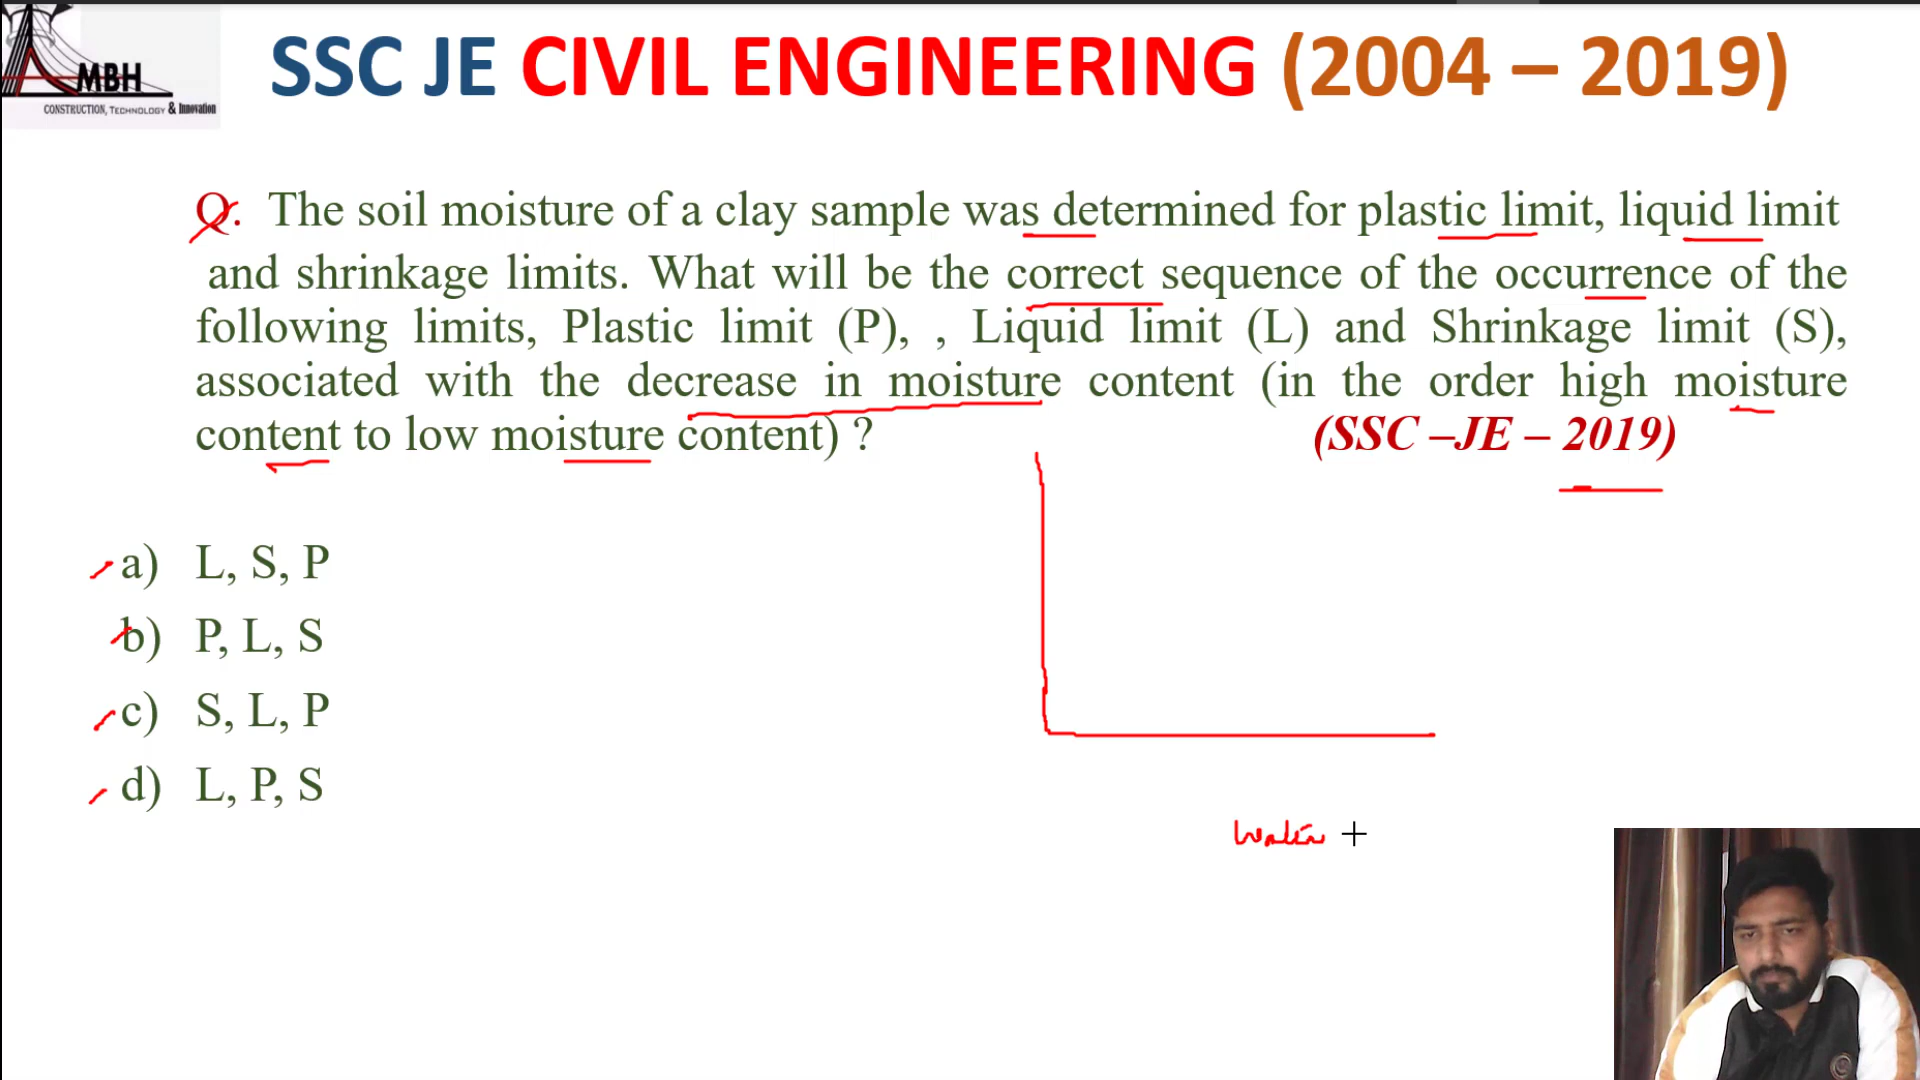 MBH
CONSTRUCTION, TECHNOLOGY & Innovation
SSC JE CIVIL ENGINEERING (2004 – 2019)
Q. The soil moisture of a clay sample was determined for plastic limit, liquid limit
and shrinkage limits. What will be the correct sequence of the occurrence of the
following limits, Plastic limit (P), , Liquid limit (L) and Shrinkage limit (S),
associated with the decrease in moisture content (in the order high moisture
content to low moisture content) ?
(SSC –JE – 2019)
a) L, S, P
b) P, L, S
c) S, L, P
d) L, P, S
Water